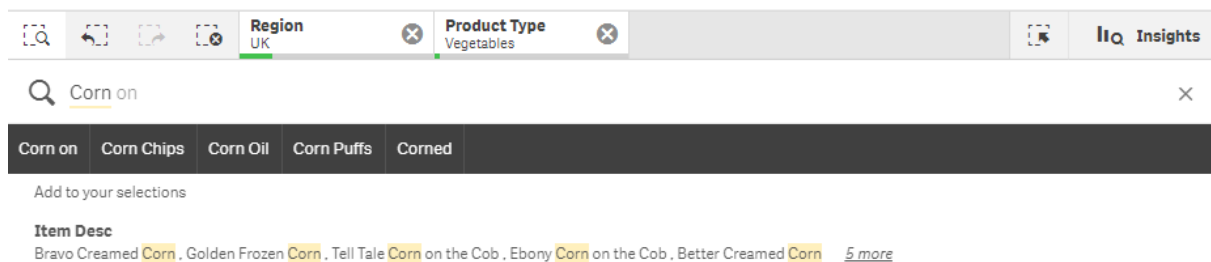 Region
UK
Product Type
Vegetables
Insights
Corn on
Corn on Corn Chips Corn Oil Corn Puffs Corned
Add to your selections
Item Desc
Bravo Creamed Corn , Golden Frozen Corn , Tell Tale Corn on the Cob , Ebony Corn on the Cob , Better Creamed Corn 5 more